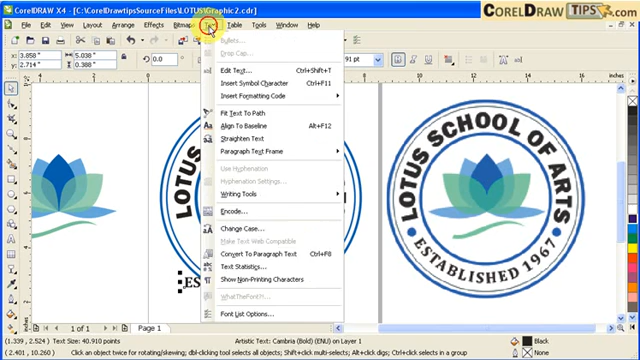 CorelDRAW X4 - [C:\CoreldrawtipsSourceFiles\LOTUS\Graphic2.cdr]
CORELDRAW TIPS.COM
File Edit View Layout Arrange Effects Bitmaps Text Table Tools Window Help
x: 3.858 "
y: 2.714 "
5.038 "
0.388 "
0.0
91 pt
Bullets...
Drop Cap...
Edit Text... Ctrl+Shift+T
Insert Symbol Character Ctrl+F11
Insert Formatting Code
Fit Text To Path
Align To Baseline Alt+F12
Straighten Text
Paragraph Text Frame
Use Hyphenation
Hyphenation Settings...
Writing Tools
Encode...
Change Case...
Make Text Web Compatible
Convert To Paragraph Text Ctrl+F8
Text Statistics...
Show Non-Printing Characters
WhatTheFont?!...
Font List Options...
LOTUS
ES
LOTUS SCHOOL OF ARTS
ESTABLISHED 1967
1 of 1 Page 1
(1.339, 2.524) Text Size: 40.910 Artistic Text: Cambria (Bold) (ENU) on Layer 1 Black
(2.401, 10.260) Click an object twice for rotating/skewing; dbl-clicking tool selects all objects; Shift+click multi-selects; Alt+click digs; Ctrl+click selects in a group None